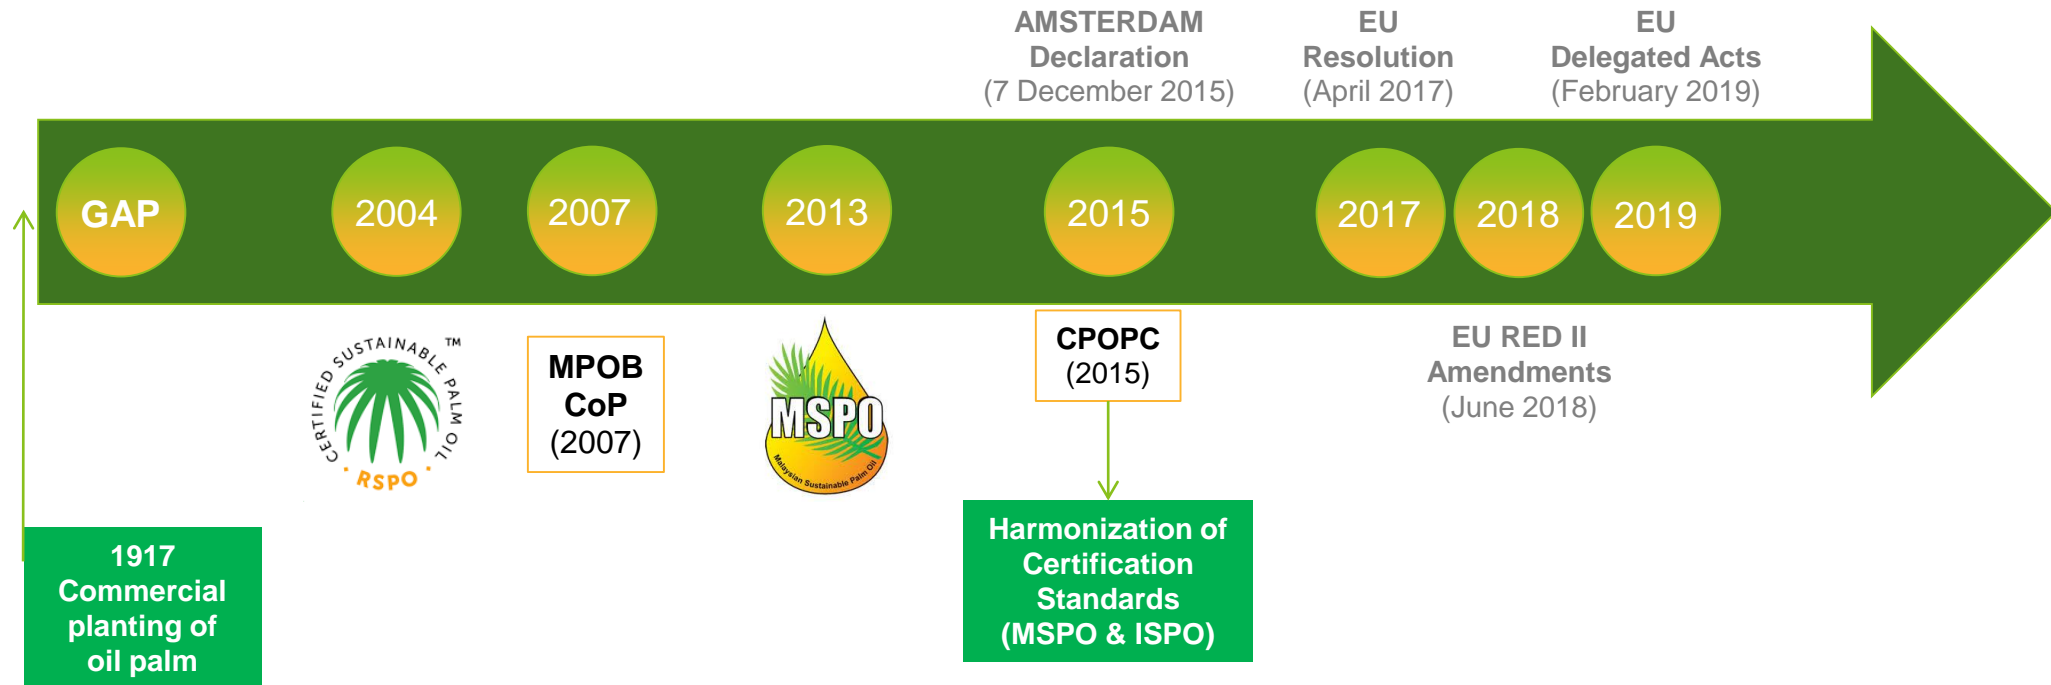 AMSTERDAM
Declaration
(7 December 2015)
EU
Resolution
(April 2017)
EU
Delegated Acts
(February 2019)
GAP
2004
2007
2013
2015
2017
2018
2019
CERTIFIED SUSTAINABLE PALM OIL
TM
· RSPO ·
MPOB
CoP
(2007)
MSPO
Malaysian Sustainable Palm Oil
CPOPC
(2015)
EU RED II
Amendments
(June 2018)
1917
Commercial
planting of
oil palm
Harmonization of
Certification
Standards
(MSPO & ISPO)